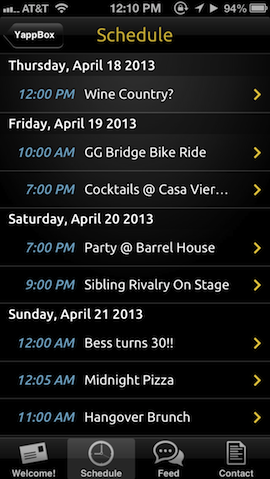 AT&T 12:10 PM 94%
YappBox Schedule
Thursday, April 18 2013
12:00 PM Wine Country?
Friday, April 19 2013
10:00 AM GG Bridge Bike Ride
7:00 PM Cocktails @ Casa Vier...
Saturday, April 20 2013
7:00 PM Party @ Barrel House
9:00 PM Sibling Rivalry On Stage
Sunday, April 21 2013
12:00 AM Bess turns 30!!
12:05 AM Midnight Pizza
11:00 AM Hangover Brunch
Welcome! Schedule Feed Contact